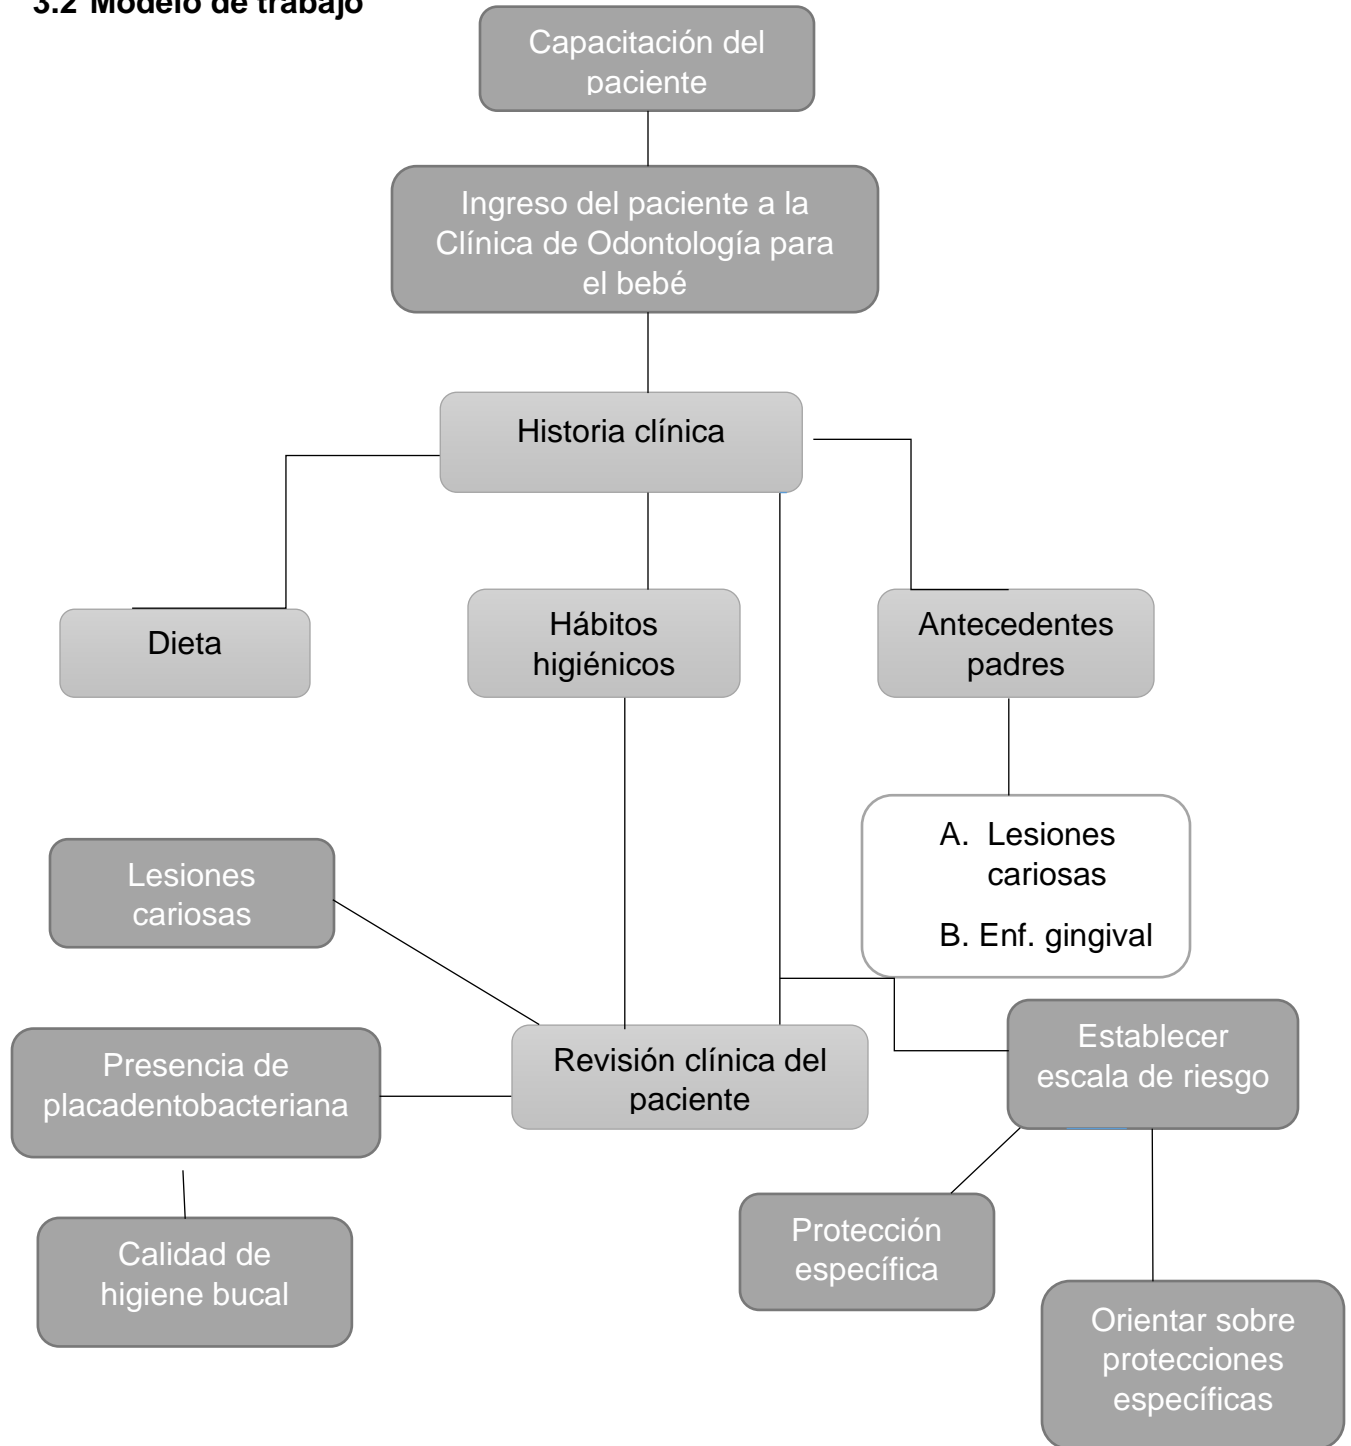 3.2 Modelo de trabajo
Capacitación del
paciente
Ingreso del paciente a la
Clínica de Odontología para
el bebé
Historia clínica
Dieta
Hábitos
higiénicos
Antecedentes
padres
A. Lesiones
cariosas
B. Enf. gingival
Lesiones
cariosas
Presencia de
placadentobacteriana
Revisión clínica del
paciente
Establecer
escala de riesgo
Calidad de
higiene bucal
Protección
específica
Orientar sobre
protecciones
específicas